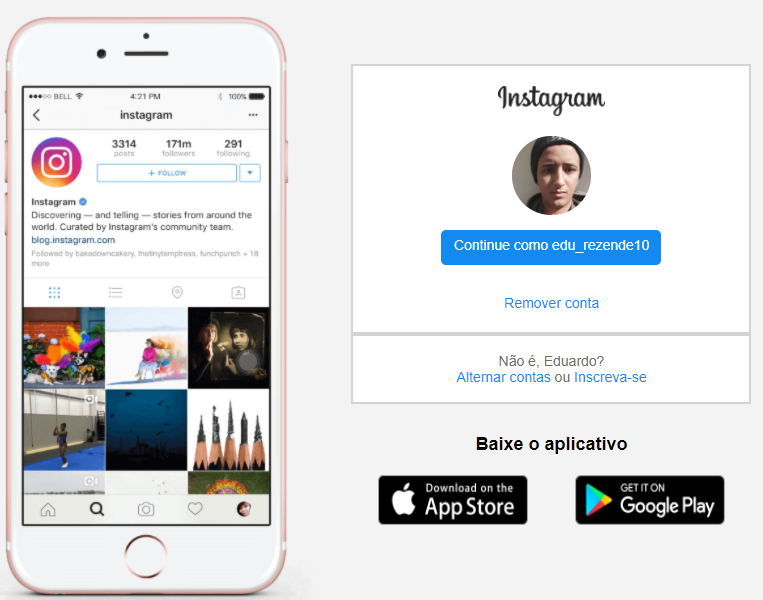 BELL
4:21 PM
100%
instagram
3314
171m
291
posts
followers
following
+ FOLLOW
Instagram
Discovering — and telling — stories from around the
world. Curated by Instagram's community team.
blog.instagram.com
Followed by bakedowncakery, thetinytemptress, funchpunch + 18
more
Instagram
Continue como edu_rezende10
Remover conta
Não é, Eduardo?
Alternar contas ou Inscreva-se
Baixe o aplicativo
Download on the
App Store
GET IT ON
Google Play